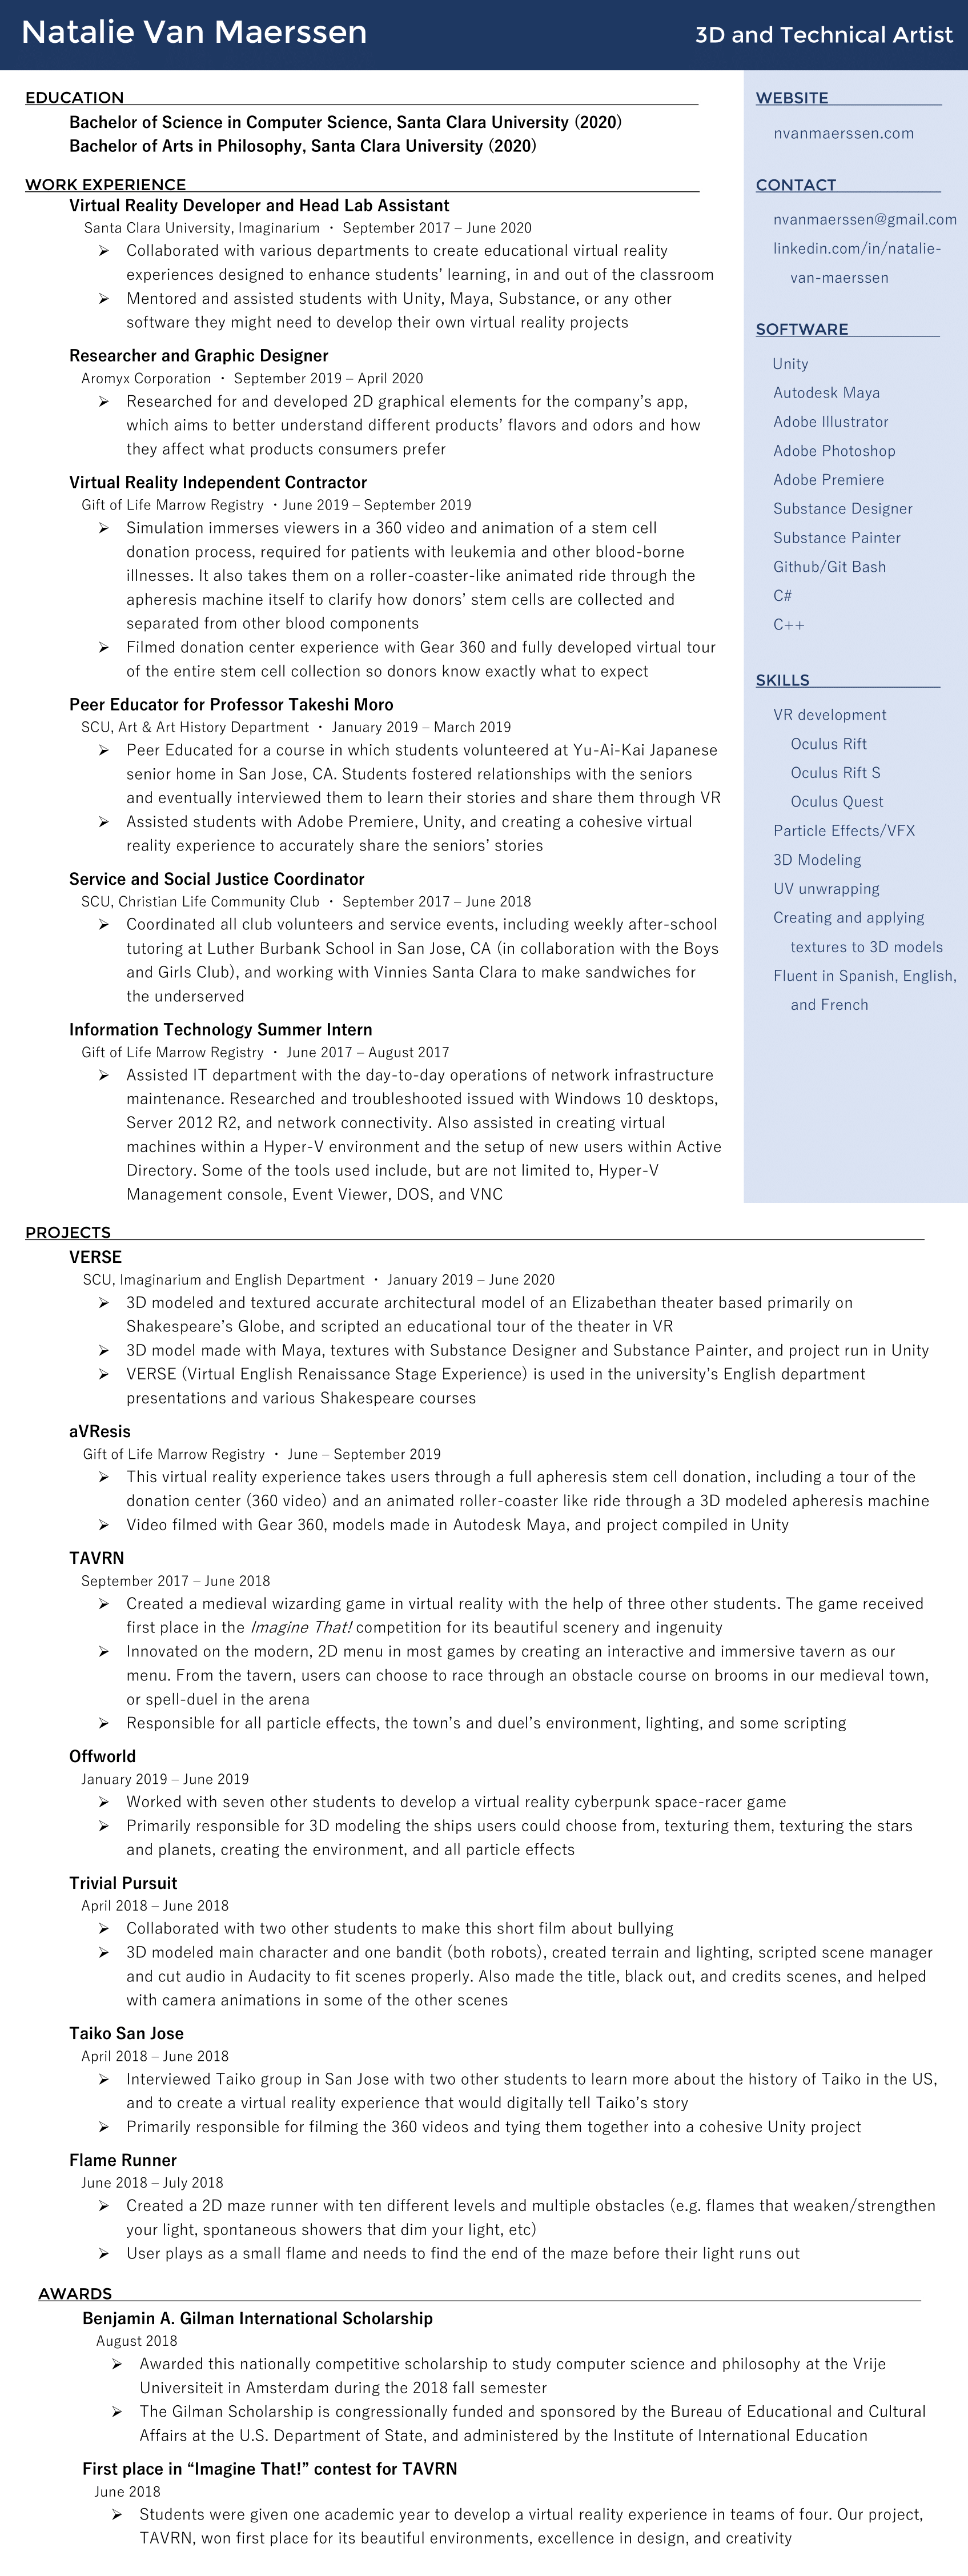 Natalie Van Maerssen
3D and Technical Artist
EDUCATION
Bachelor of Science in Computer Science, Santa Clara University (2020)
Bachelor of Arts in Philosophy, Santa Clara University (2020)
WORK EXPERIENCE
Virtual Reality Developer and Head Lab Assistant
Santa Clara University, Imaginarium · September 2017 – June 2020
➢ Collaborated with various departments to create educational virtual reality
experiences designed to enhance students' learning, in and out of the classroom
➢ Mentored and assisted students with Unity, Maya, Substance, or any other
software they might need to develop their own virtual reality projects
Researcher and Graphic Designer
Aromyx Corporation · September 2019 – April 2020
➢ Researched for and developed 2D graphical elements for the company's app,
which aims to better understand different products' flavors and odors and how
they affect what products consumers prefer
Virtual Reality Independent Contractor
Gift of Life Marrow Registry · June 2019 – September 2019
➢ Simulation immerses viewers in a 360 video and animation of a stem cell
donation process, required for patients with leukemia and other blood-borne
illnesses. It also takes them on a roller-coaster-like animated ride through the
apheresis machine itself to clarify how donors' stem cells are collected and
separated from other blood components
➢ Filmed donation center experience with Gear 360 and fully developed virtual tour
of the entire stem cell collection so donors know exactly what to expect
Peer Educator for Professor Takeshi Moro
SCU, Art & Art History Department · January 2019 – March 2019
➢ Peer Educated for a course in which students volunteered at Yu-Ai-Kai Japanese
senior home in San Jose, CA. Students fostered relationships with the seniors
and eventually interviewed them to learn their stories and share them through VR
➢ Assisted students with Adobe Premiere, Unity, and creating a cohesive virtual
reality experience to accurately share the seniors' stories
Service and Social Justice Coordinator
SCU, Christian Life Community Club · September 2017 – June 2018
➢ Coordinated all club volunteers and service events, including weekly after-school
tutoring at Luther Burbank School in San Jose, CA (in collaboration with the Boys
and Girls Club), and working with Vinnies Santa Clara to make sandwiches for
the underserved
Information Technology Summer Intern
Gift of Life Marrow Registry · June 2017 – August 2017
➢ Assisted IT department with the day-to-day operations of network infrastructure
maintenance. Researched and troubleshooted issued with Windows 10 desktops,
Server 2012 R2, and network connectivity. Also assisted in creating virtual
machines within a Hyper-V environment and the setup of new users within Active
Directory. Some of the tools used include, but are not limited to, Hyper-V
Management console, Event Viewer, DOS, and VNC
WEBSITE
nvanmaerssen.com
CONTACT
nvanmaerssen@gmail.com
linkedin.com/in/natalie-
van-maerssen
SOFTWARE
Unity
Autodesk Maya
Adobe Illustrator
Adobe Photoshop
Adobe Premiere
Substance Designer
Substance Painter
Github/Git Bash
C#
C++
SKILLS
VR development
Oculus Rift
Oculus Rift S
Oculus Quest
Particle Effects/VFX
3D Modeling
UV unwrapping
Creating and applying
textures to 3D models
Fluent in Spanish, English,
and French
PROJECTS
VERSE
SCU, Imaginarium and English Department · January 2019 – June 2020
➢ 3D modeled and textured accurate architectural model of an Elizabethan theater based primarily on
Shakespeare's Globe, and scripted an educational tour of the theater in VR
➢ 3D model made with Maya, textures with Substance Designer and Substance Painter, and project run in Unity
➢ VERSE (Virtual English Renaissance Stage Experience) is used in the university's English department
presentations and various Shakespeare courses
aVResis
Gift of Life Marrow Registry · June – September 2019
➢ This virtual reality experience takes users through a full apheresis stem cell donation, including a tour of the
donation center (360 video) and an animated roller-coaster like ride through a 3D modeled apheresis machine
➢ Video filmed with Gear 360, models made in Autodesk Maya, and project compiled in Unity
TAVRN
September 2017 – June 2018
➢ Created a medieval wizarding game in virtual reality with the help of three other students. The game received
first place in the Imagine That! competition for its beautiful scenery and ingenuity
➢ Innovated on the modern, 2D menu in most games by creating an interactive and immersive tavern as our
menu. From the tavern, users can choose to race through an obstacle course on brooms in our medieval town,
or spell-duel in the arena
➢ Responsible for all particle effects, the town's and duel's environment, lighting, and some scripting
Offworld
January 2019 – June 2019
➢ Worked with seven other students to develop a virtual reality cyberpunk space-racer game
➢ Primarily responsible for 3D modeling the ships users could choose from, texturing them, texturing the stars
and planets, creating the environment, and all particle effects
Trivial Pursuit
April 2018 – June 2018
➢ Collaborated with two other students to make this short film about bullying
➢ 3D modeled main character and one bandit (both robots), created terrain and lighting, scripted scene manager
and cut audio in Audacity to fit scenes properly. Also made the title, black out, and credits scenes, and helped
with camera animations in some of the other scenes
Taiko San Jose
April 2018 – June 2018
➢ Interviewed Taiko group in San Jose with two other students to learn more about the history of Taiko in the US,
and to create a virtual reality experience that would digitally tell Taiko's story
➢ Primarily responsible for filming the 360 videos and tying them together into a cohesive Unity project
Flame Runner
June 2018 – July 2018
➢ Created a 2D maze runner with ten different levels and multiple obstacles (e.g. flames that weaken/strengthen
your light, spontaneous showers that dim your light, etc)
➢ User plays as a small flame and needs to find the end of the maze before their light runs out
AWARDS
Benjamin A. Gilman International Scholarship
August 2018
➢ Awarded this nationally competitive scholarship to study computer science and philosophy at the Vrije
Universiteit in Amsterdam during the 2018 fall semester
➢ The Gilman Scholarship is congressionally funded and sponsored by the Bureau of Educational and Cultural
Affairs at the U.S. Department of State, and administered by the Institute of International Education
First place in “Imagine That!” contest for TAVRN
June 2018
➢ Students were given one academic year to develop a virtual reality experience in teams of four. Our project,
TAVRN, won first place for its beautiful environments, excellence in design, and creativity